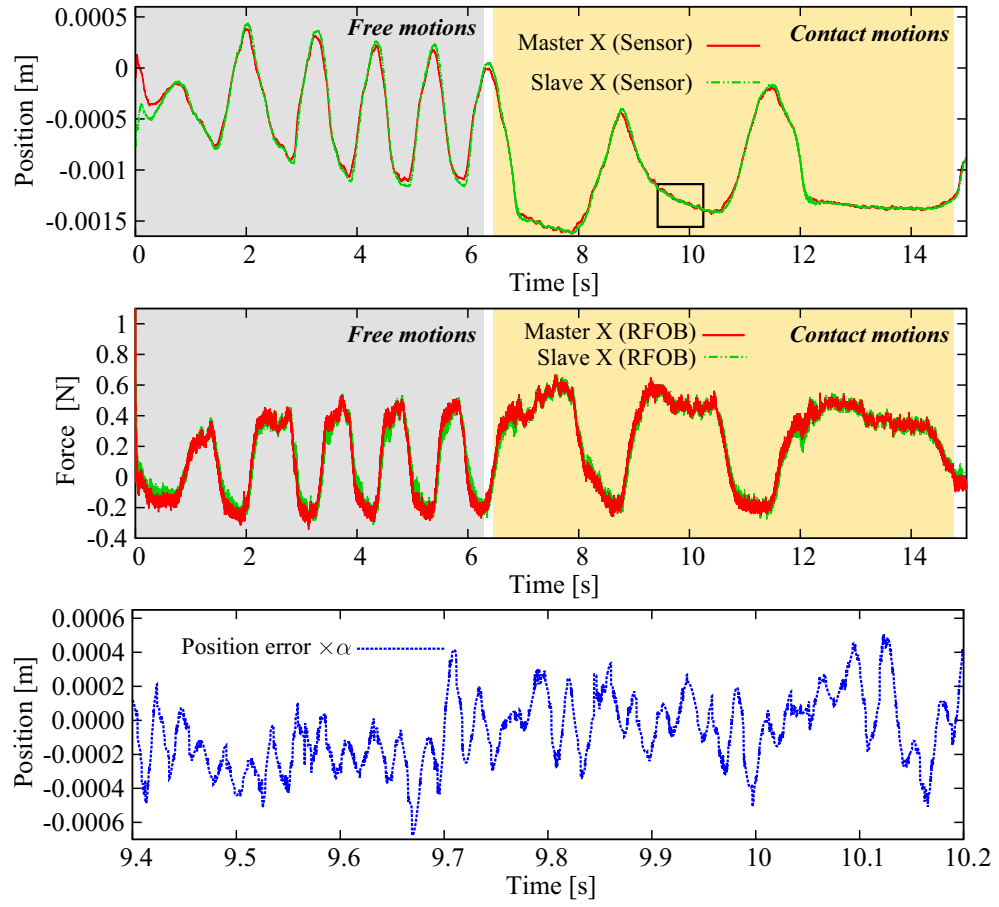 0.0005
0
-0.0005
-0.001
-0.0015
Position [m]
Free motions
Master X (Sensor)
Slave X (Sensor)
Contact motions
0 2 4 6 8 10 12 14
Time [s]
1
0.8
0.6
0.4
0.2
0
-0.2
-0.4
Force [N]
Free motions
Master X (RFOB)
Slave X (RFOB)
Contact motions
0 2 4 6 8 10 12 14
Time [s]
0.0006
0.0004
0.0002
0.0000
-0.0002
-0.0004
-0.0006
Position [m]
Position error ×α
9.4 9.5 9.6 9.7 9.8 9.9 10 10.1 10.2
Time [s]